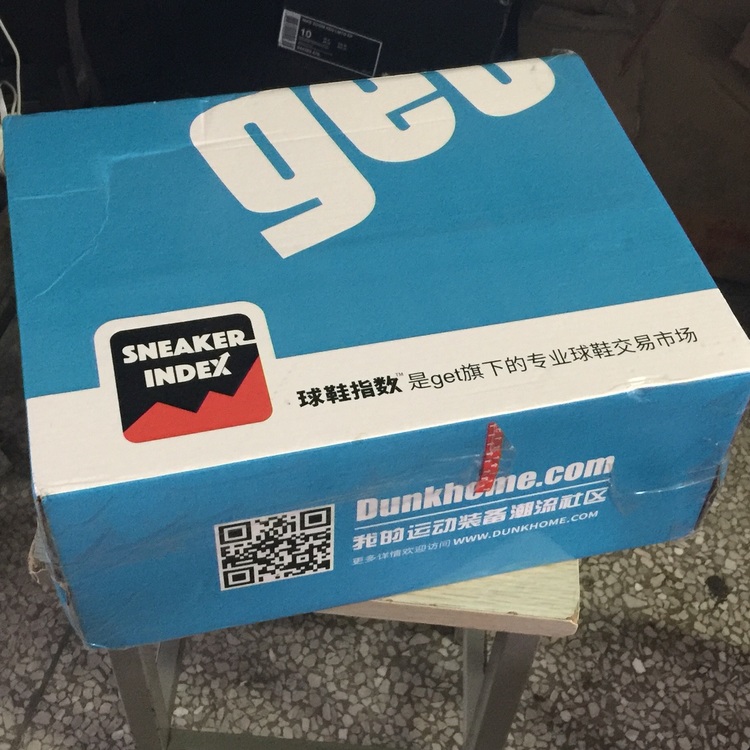 10
get
SNEAKER
INDEX
球鞋指数™ 是get旗下的专业球鞋交易市场
Dunkhome.com
我的运动装备潮流社区
更多详情欢迎访问 WWW.DUNKHOME.COM